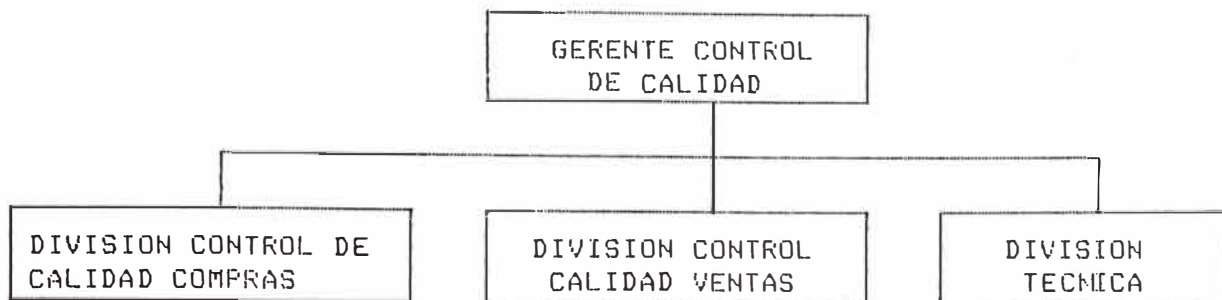 GERENTE CONTROL
DE CALIDAD
DIVISION CONTROL DE
CALIDAD COMPRAS
DIVISION CONTROL
CALIDAD VENTAS
DIVISION
TECNICA